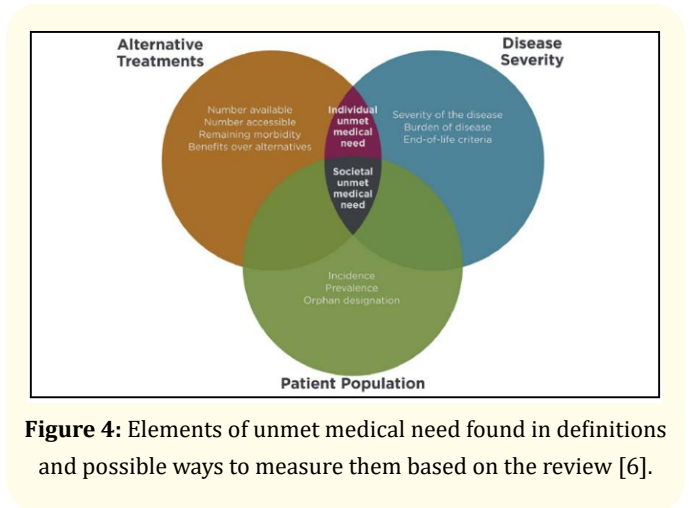 Alternative
Treatments
Disease
Severity
Number available
Number accessible
Remaining morbidity
Benefits over alternatives
Individual
unmet
medical
need
Severity of the disease
Burden of disease
End-of-life criteria
Societal
unmet
medical
need
Incidence
Prevalence
Orphan designation
Patient Population
Figure 4: Elements of unmet medical need found in definitions
and possible ways to measure them based on the review [6].